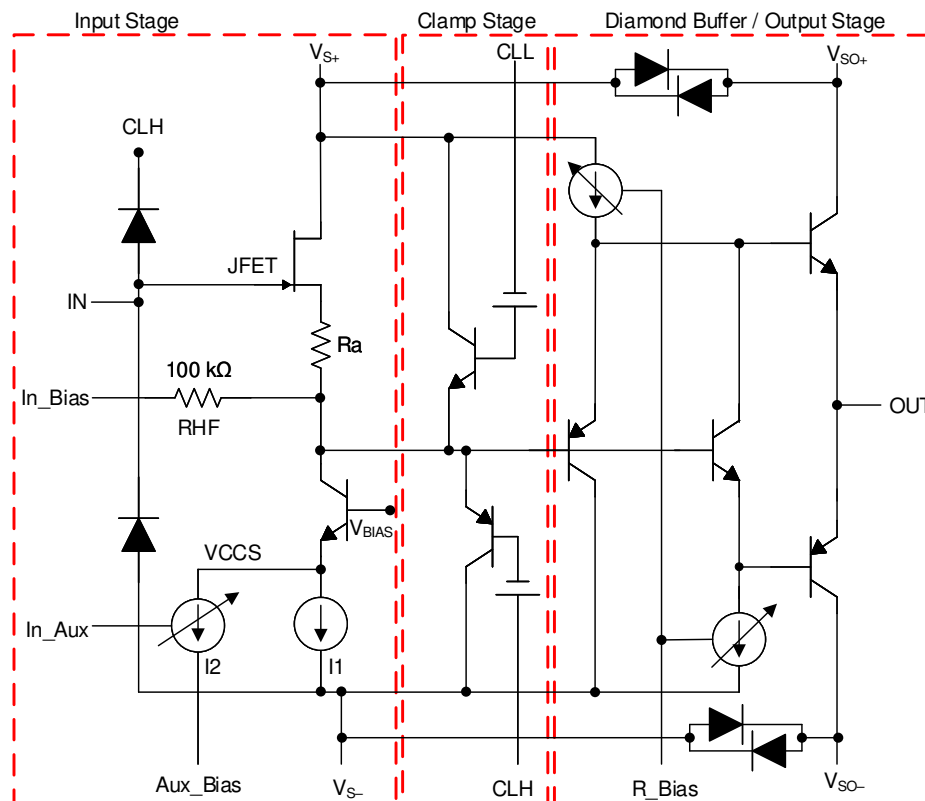 Input Stage
Clamp Stage
Diamond Buffer / Output Stage
VS+
CLL
VSO+
CLH
JFET
IN
Ra
100 kΩ
In_Bias
RHF
OUT
VBIAS
VCCS
In_Aux
I2
I1
Aux_Bias
VS–
CLH
R_Bias
VSO–